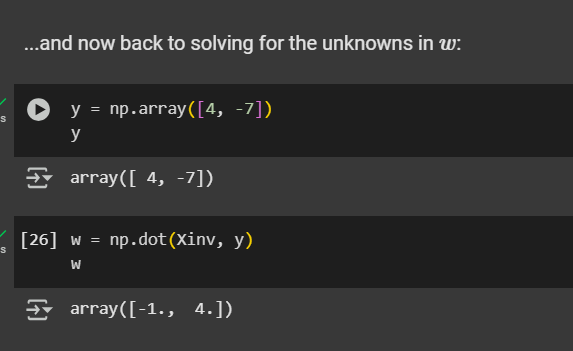 ...and now back to solving for the unknowns in w:
s
y = np.array([4, -7])
y
array([ 4, -7])
[26] w = np.dot(Xinv, y)
s
w
array([-1.,  4.])